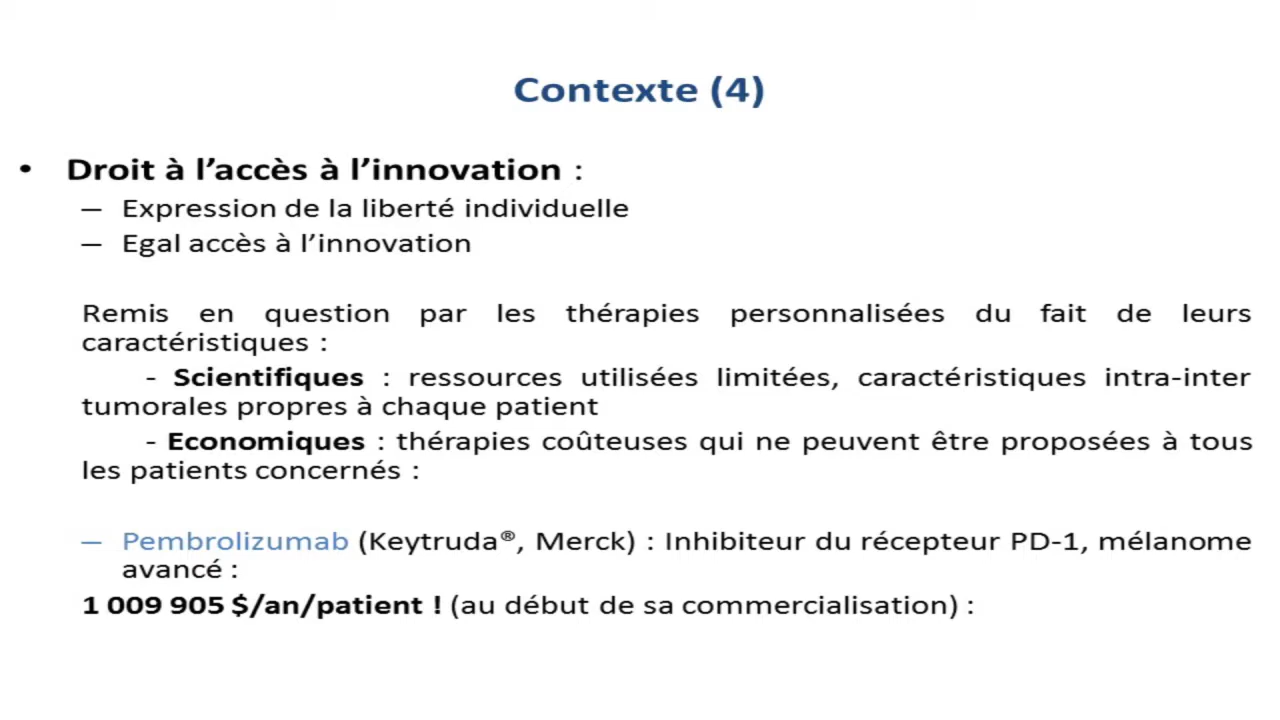 Contexte (4)
• Droit à l’accès à l’innovation :
– Expression de la liberté individuelle
– Egal accès à l’innovation
Remis en question par les thérapies personnalisées du fait de leurs
caractéristiques :
- Scientifiques : ressources utilisées limitées, caractéristiques intra-inter
tumorales propres à chaque patient
- Economiques : thérapies coûteuses qui ne peuvent être proposées à tous
les patients concernés :
– Pembrolizumab (Keytruda®, Merck) : Inhibiteur du récepteur PD-1, mélanome
avancé :
1 009 905 $/an/patient ! (au début de sa commercialisation) :